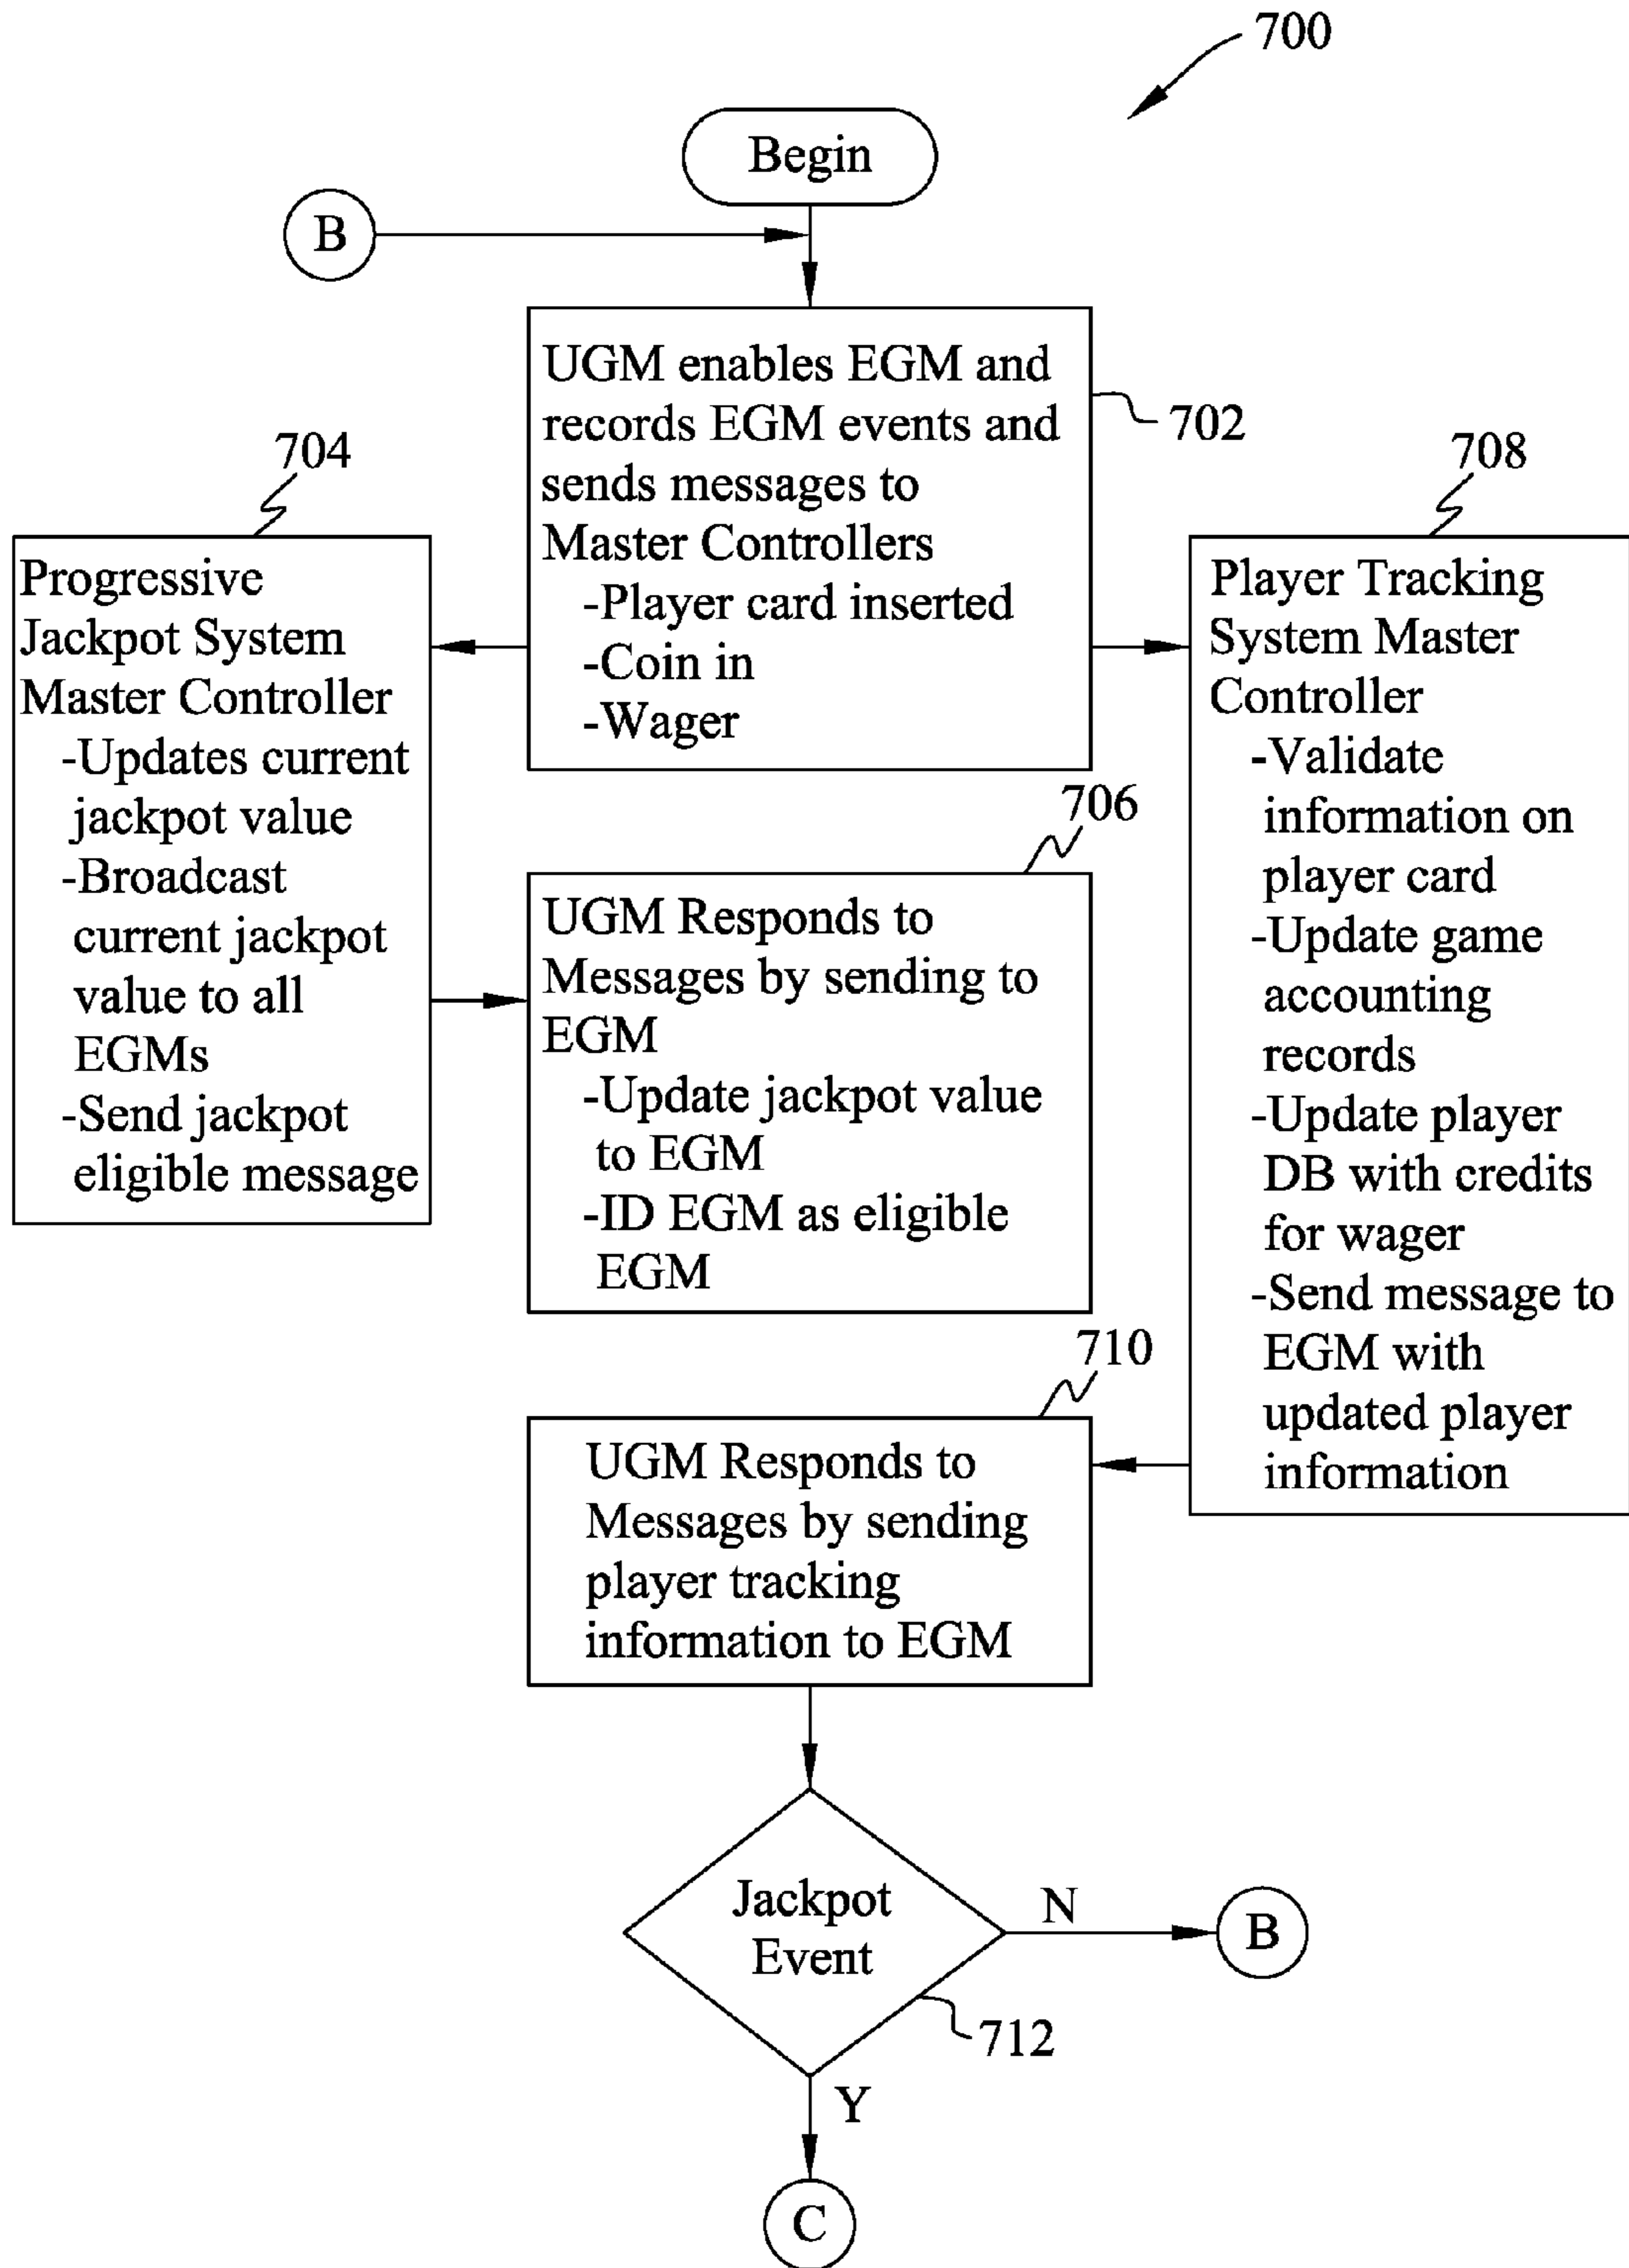 700
Begin
B
UGM enables EGM and
records EGM events and
sends messages to
Master Controllers
-Player card inserted
-Coin in
-Wager
702
704
Progressive
Jackpot System
Master Controller
-Updates current
jackpot value
-Broadcast
current jackpot
value to all
EGMs
-Send jackpot
eligible message
706
UGM Responds to
Messages by sending to
EGM
-Update jackpot value
to EGM
-ID EGM as eligible
EGM
708
Player Tracking
System Master
Controller
-Validate
information on
player card
-Update game
accounting
records
-Update player
DB with credits
for wager
-Send message to
EGM with
updated player
information
710
UGM Responds to
Messages by sending
player tracking
information to EGM
Jackpot
Event
N
B
712
Y
C